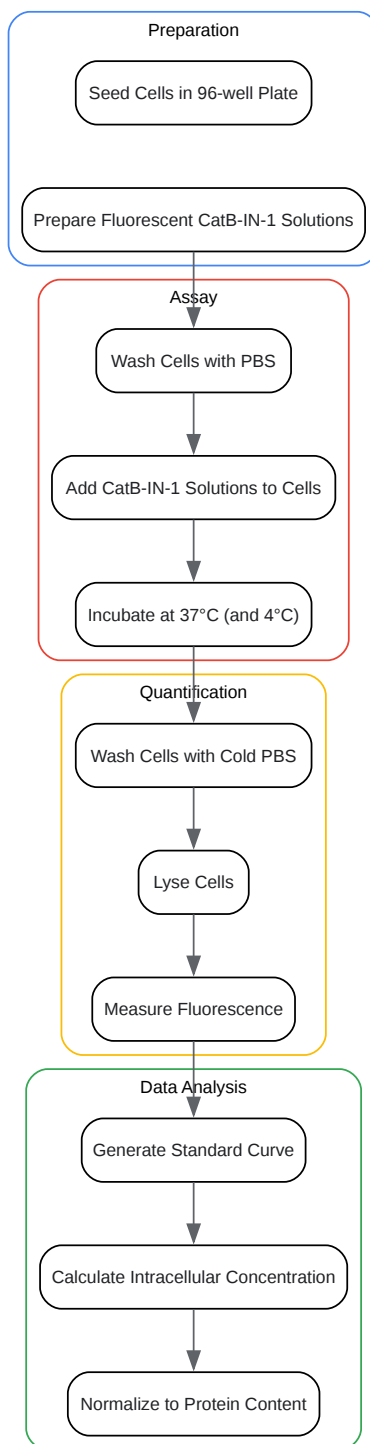 Preparation
Seed Cells in 96-well Plate
Prepare Fluorescent CatB-IN-1 Solutions
Assay
Wash Cells with PBS
Add CatB-IN-1 Solutions to Cells
Incubate at 37°C (and 4°C)
Quantification
Wash Cells with Cold PBS
Lyse Cells
Measure Fluorescence
Data Analysis
Generate Standard Curve
Calculate Intracellular Concentration
Normalize to Protein Content